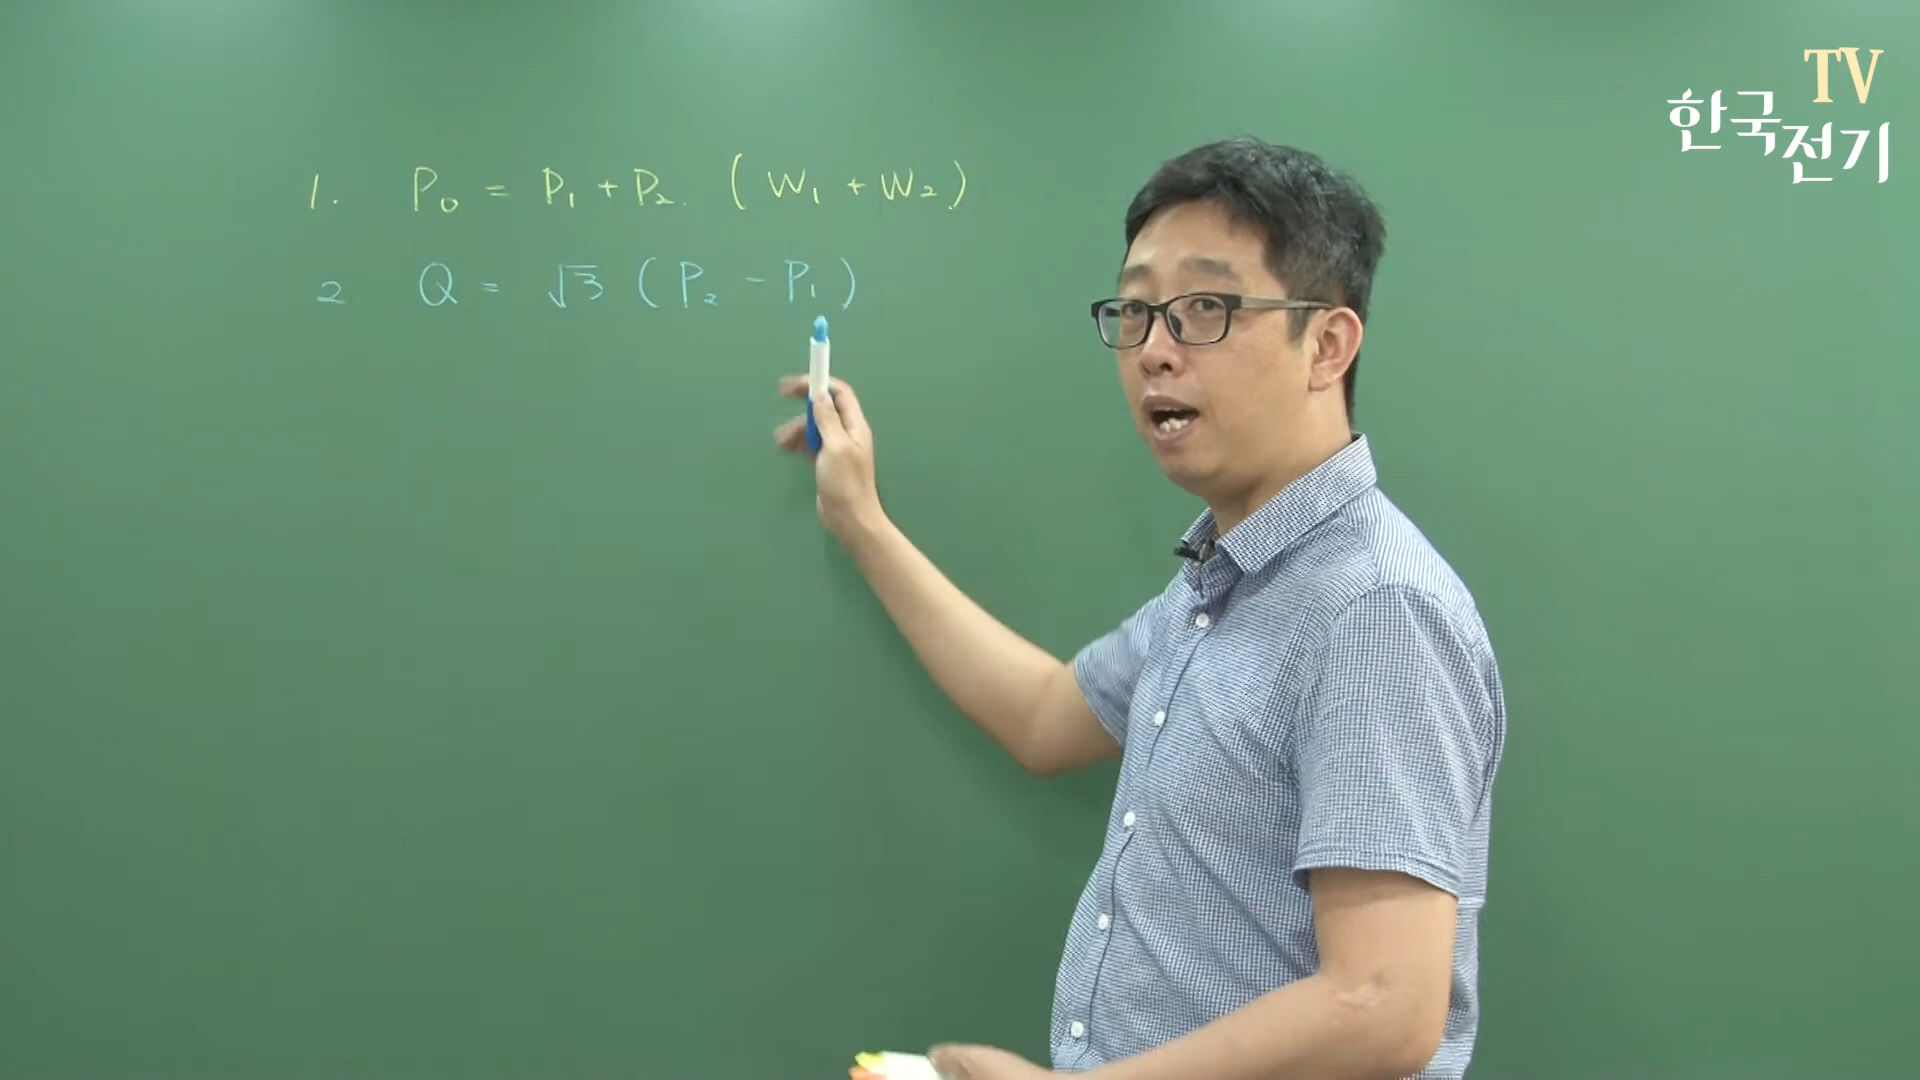 TV
한국전기
1. P₀ = P₁ + P₂. ( W₁ + W₂ )
2. Q = √3 ( P₂ - P₁ )